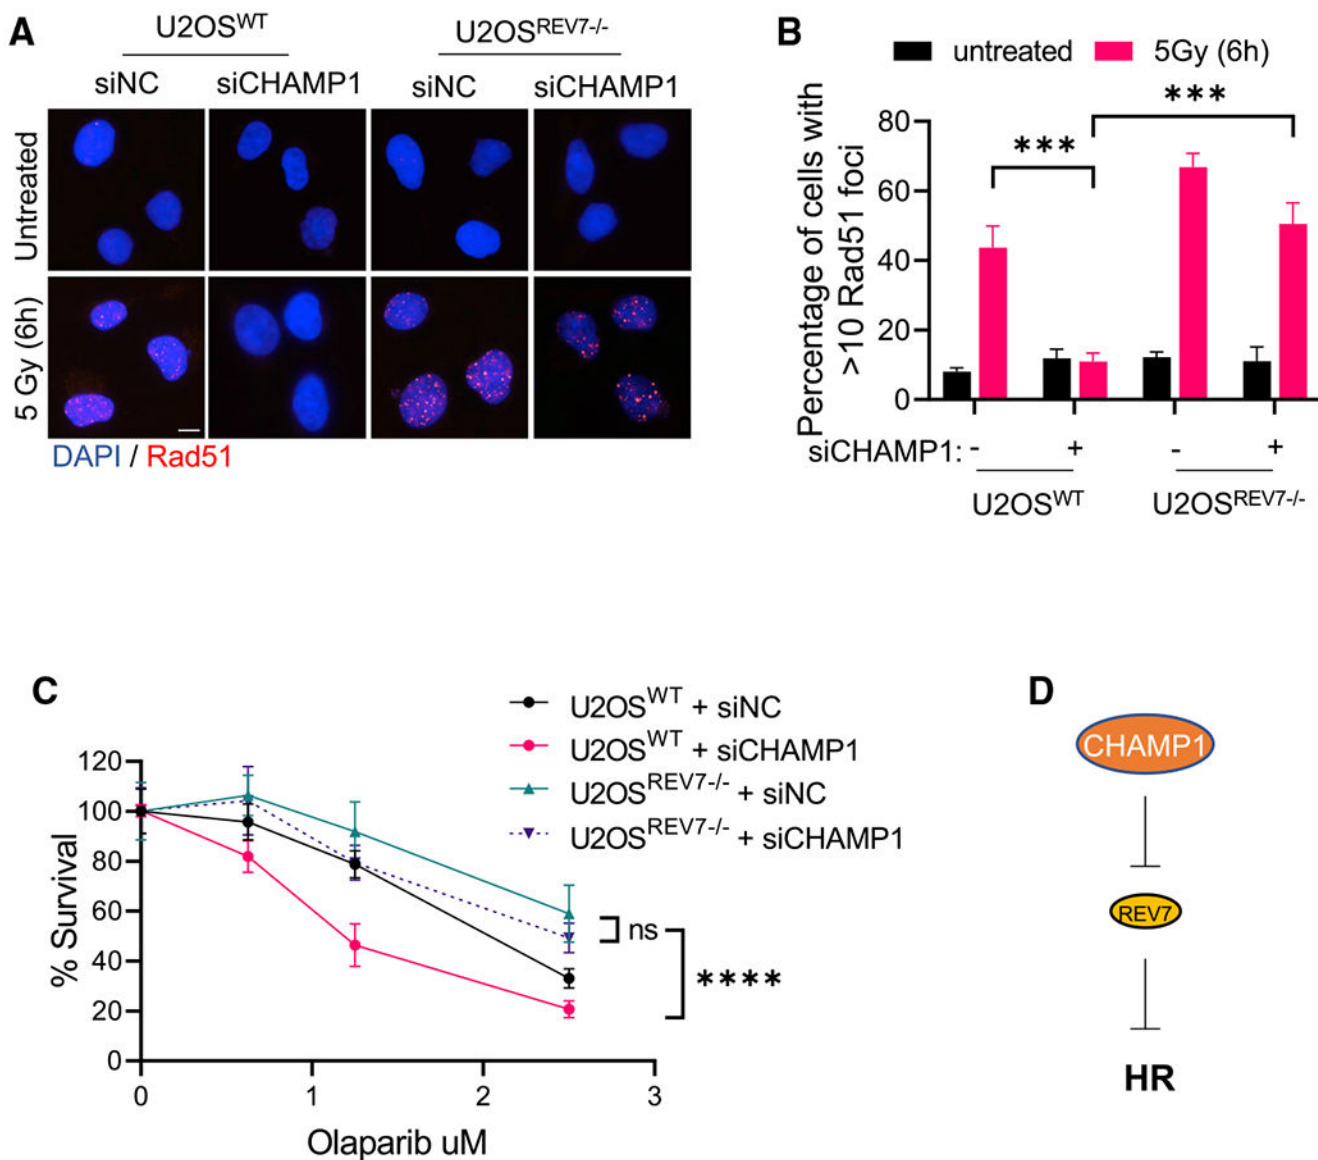 A
U2OSWT
U2OSREV7-/-
siNC
siCHAMP1
siNC
siCHAMP1
Untreated
5 Gy (6h)
DAPI / Rad51
B
untreated
5Gy (6h)
***
***
Percentage of cells with
>10 Rad51 foci
80
60
40
20
0
siCHAMP1: - + - +
U2OSWT
U2OSREV7-/-
C
U2OSWT + siNC
U2OSWT + siCHAMP1
U2OSREV7-/- + siNC
U2OSREV7-/- + siCHAMP1
% Survival
120
100
80
60
40
20
0
ns
****
0 1 2 3
Olaparib uM
D
CHAMP1
REV7
HR